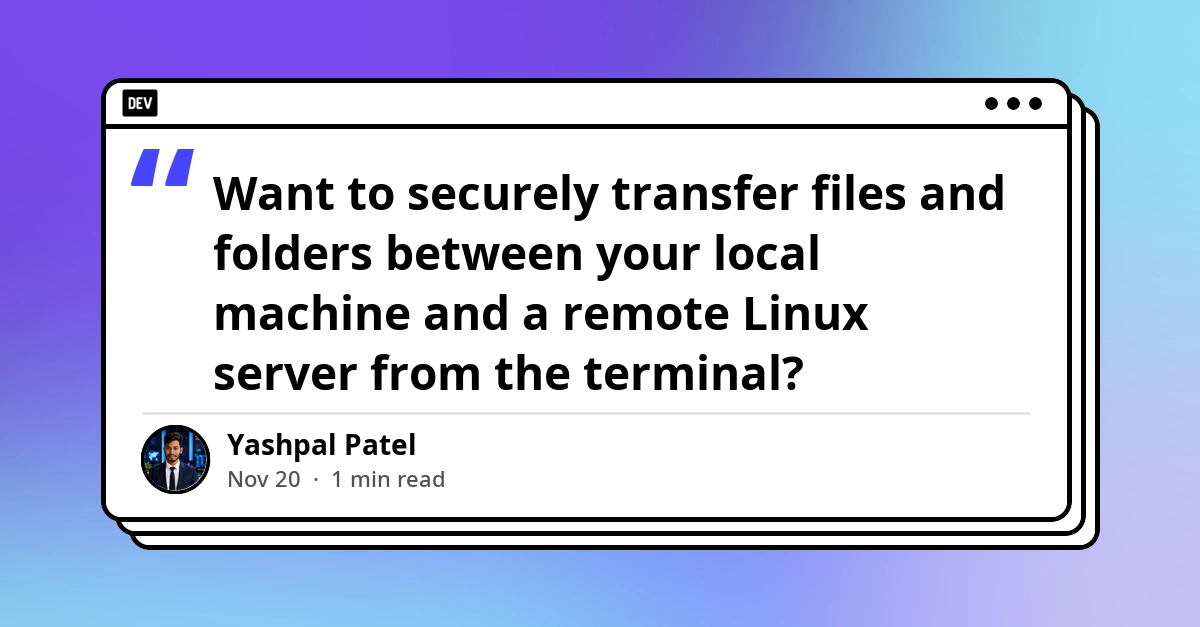 DEV
“
Want to securely transfer files and
folders between your local
machine and a remote Linux
server from the terminal?
Yashpal Patel
Nov 20 · 1 min read